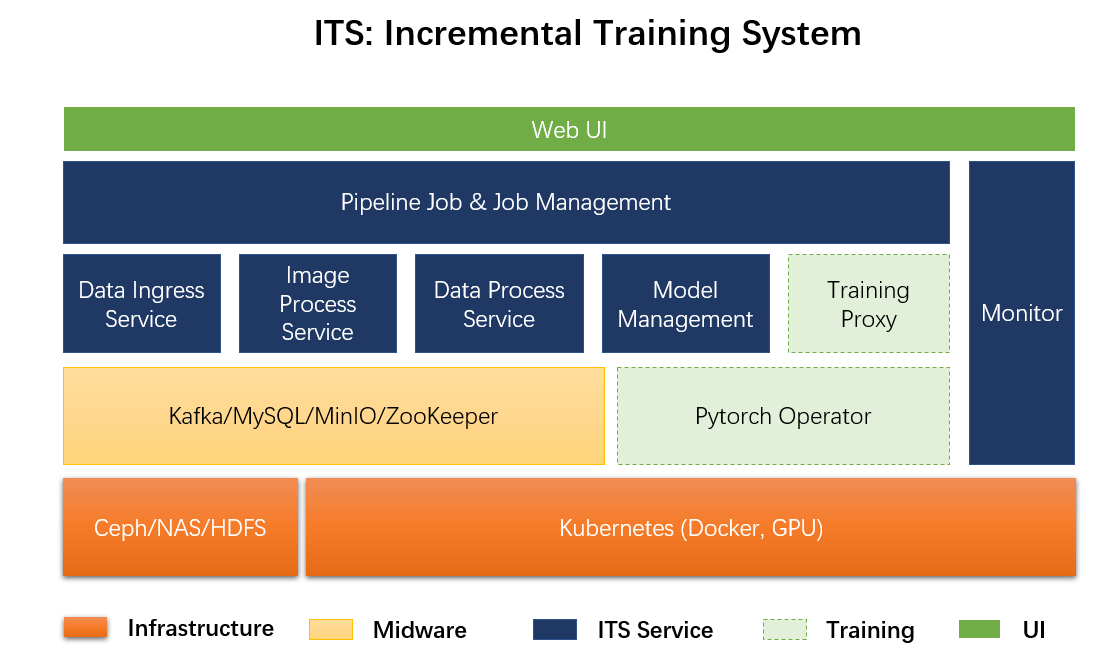 ITS: Incremental Training System
Web UI
Pipeline Job & Job Management
Data Ingress
Service
Image
Process
Service
Data Process
Service
Model
Management
Training
Proxy
Monitor
Kafka/MySQL/MinIO/ZooKeeper
Pytorch Operator
Ceph/NAS/HDFS
Kubernetes (Docker, GPU)
Infrastructure
Midware
ITS Service
Training
UI